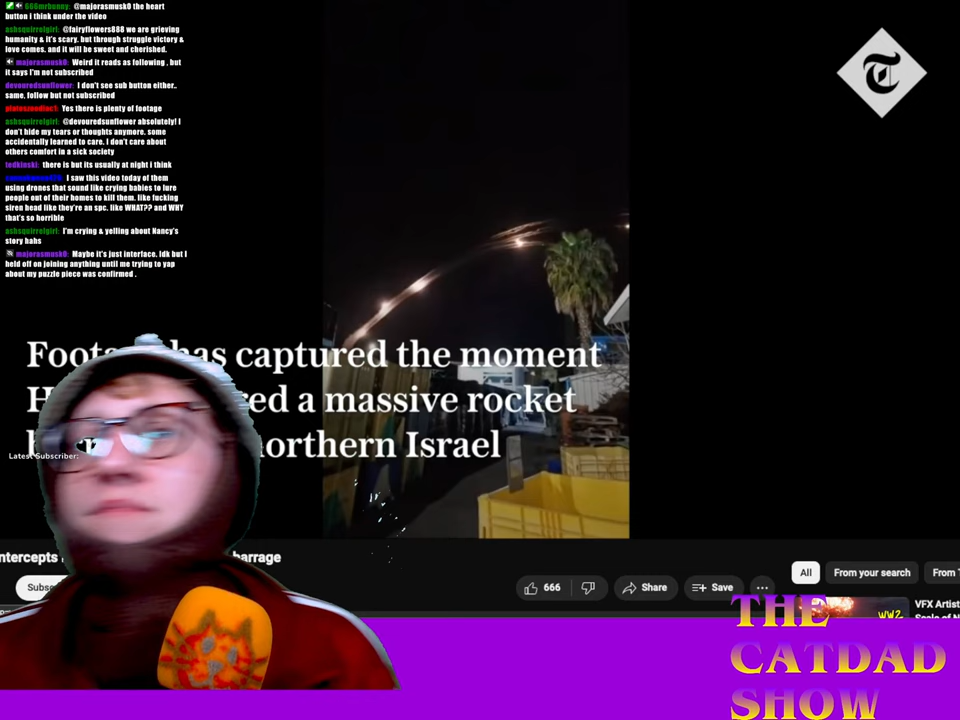 666mrbenny: @majorasmusk0 the heart
button i think under the video
ashsquirrelgirl: @fairyflowers888 we are grieving
humanity & it's scary. but through struggle victory &
love comes. and it will be sweet and cherished.
majorasmusk0: Weird it reads as following , but
it says I'm not subscribed
devouredsunflower: I don't see sub button either..
same. follow but not subscribed
Yes there is plenty of footage
ashsquirrelgirl: @devouredsunflower absolutely! I
don't hide my tears or thoughts anymore. some
accidentally learned to care. I don't care about
others comfort in a sick society
tedkinski: there is but its usually at night i think
I saw this video today of them
using drones that sound like crying babies to lure
people out of their homes to kill them. like fucking
siren head like they're an spc. like WHAT?? and WHY
that's so horrible
ashsquirrelgirl: I'm crying & yelling about Nancy's
story hahs
majorasmusk0: Maybe it's just interface. Idk but I
held off on joining anything until me trying to yap
about my puzzle piece was confirmed .
T
has captured the moment
a massive rocket
northern Israel
Latest Subscriber:
ntercepts barrage
666
Share
Save
All
From your search
From
VFX Artist
WW2
THE
CATDAD
SHOW